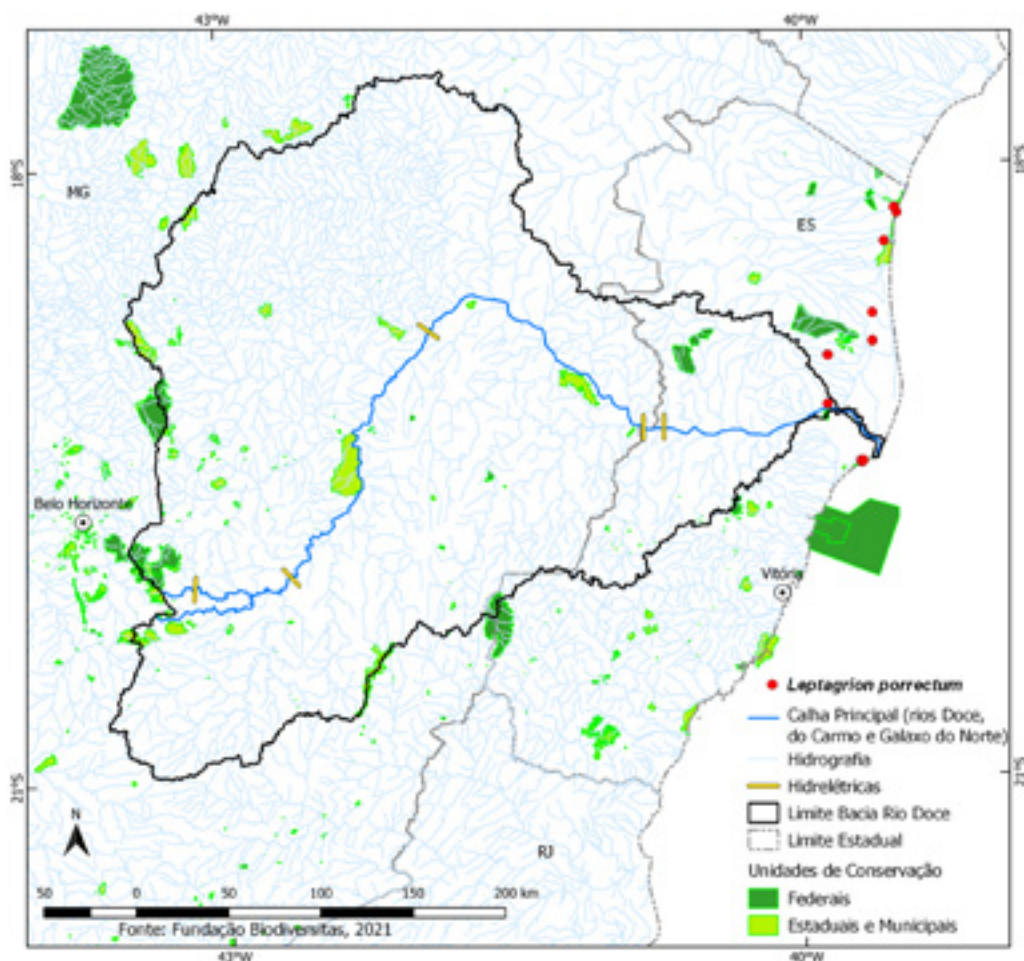 43°W
40°W
18°S
18°S
MG
ES
Belo Horizonte
Vitória
Leptagrion porrectum
Calha Principal (rios Doce,
do Carmo e Galaxo do Norte)
Hidrografia
Hidrelétricas
Limite Bacia Rio Doce
Limite Estadual
Unidades de Conservação
Federais
Estaduais e Municipais
21°S
21°S
N
RJ
50 0 50 100 150 200 km
Fonte: Fundação Biodiversitas, 2021
43°W
40°W